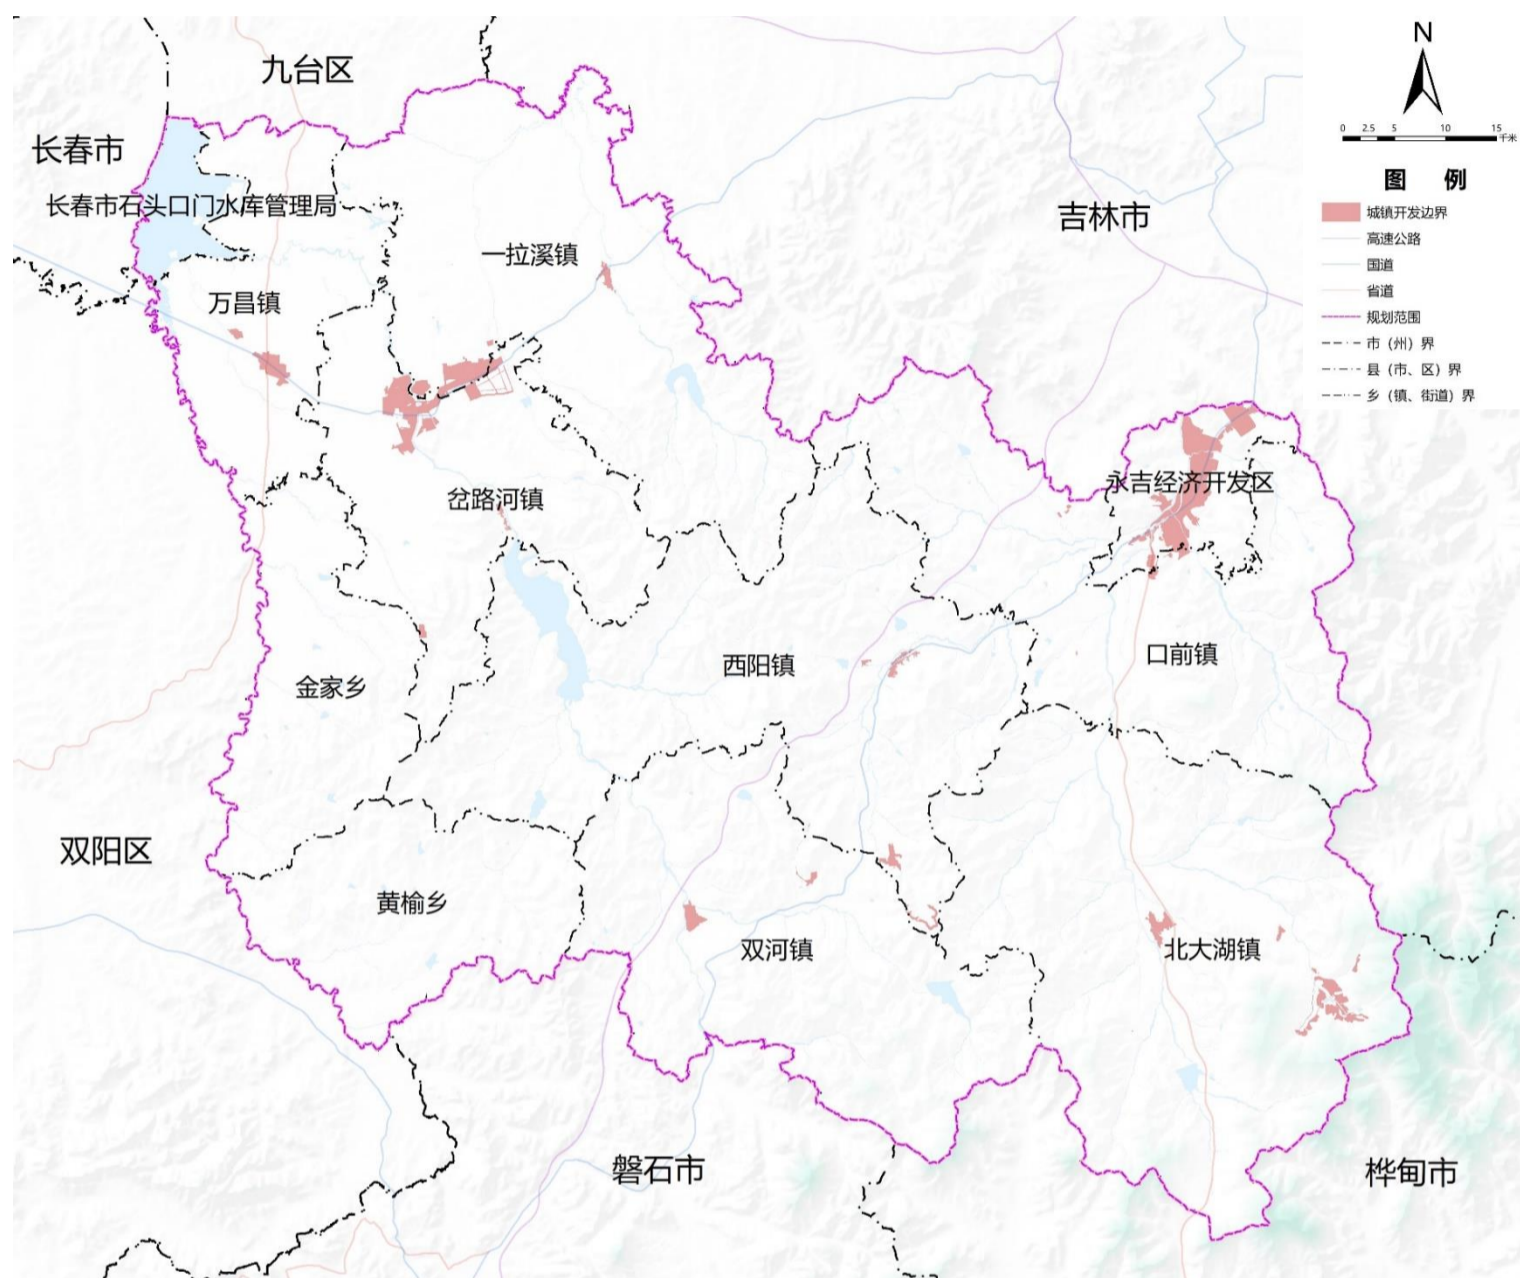 N
九台区
长春市
0 2.5 5 10 15
千米
图 例
长春市石头口门水库管理局
吉林市
城镇开发边界
高速公路
国道
省道
规划范围
市（州）界
县（市、区）界
乡（镇、街道）界
一拉溪镇
万昌镇
永吉经济开发区
岔路河镇
口前镇
西阳镇
金家乡
双阳区
黄榆乡
双河镇
北大湖镇
磐石市
桦甸市